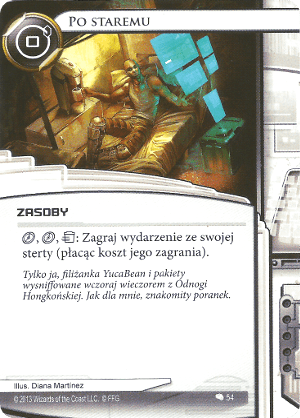 Po staremu
ZASOBY
, , : Zagraj wydarzenie ze swojej
sterty (płacąc koszt jego zagrania).
Tylko ja, filiżanka YucaBean i pakiety
wysniffowane wczoraj wieczorem z Odnogi
Hongkońskiej. Jak dla mnie, znakomity poranek.
Illus. Diana Martinez
© 2013 Wizards of the Coast LLC. © FFG 54